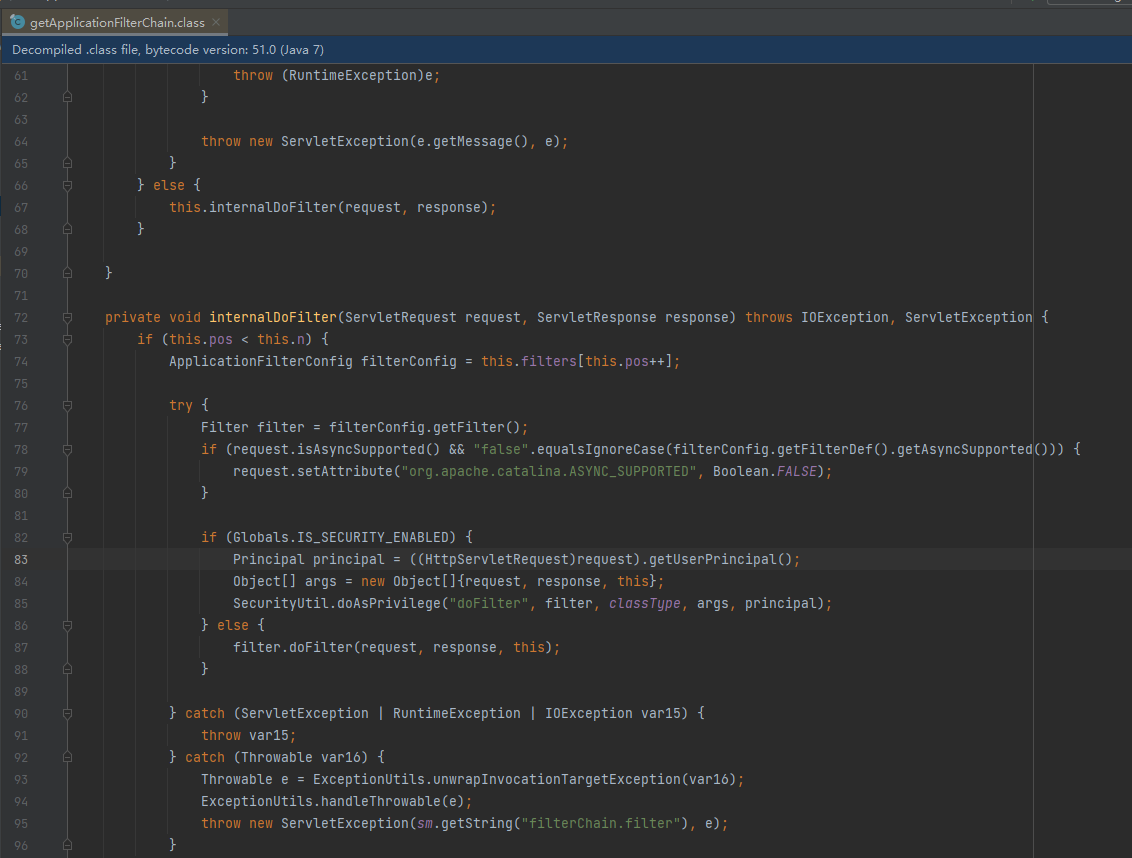 getApplicationFilterChain.class
Decompiled .class file, bytecode version: 51.0 (Java 7)
61 throw (RuntimeException)e;
62 }
63
64 throw new ServletException(e.getMessage(), e);
65 }
66 } else {
67 this.internalDoFilter(request, response);
68 }
69
70 }
71
72 private void internalDoFilter(ServletRequest request, ServletResponse response) throws IOException, ServletException {
73 if (this.pos < this.n) {
74 ApplicationFilterConfig filterConfig = this.filters[this.pos++];
75
76 try {
77 Filter filter = filterConfig.getFilter();
78 if (request.isAsyncSupported() && "false".equalsIgnoreCase(filterConfig.getFilterDef().getAsyncSupported())) {
79 request.setAttribute("org.apache.catalina.ASYNC_SUPPORTED", Boolean.FALSE);
80 }
81
82 if (Globals.IS_SECURITY_ENABLED) {
83 Principal principal = ((HttpServletRequest)request).getUserPrincipal();
84 Object[] args = new Object[]{request, response, this};
85 SecurityUtil.doAsPrivilege("doFilter", filter, classType, args, principal);
86 } else {
87 filter.doFilter(request, response, this);
88 }
89
90 } catch (ServletException | RuntimeException | IOException var15) {
91 throw var15;
92 } catch (Throwable var16) {
93 Throwable e = ExceptionUtils.unwrapInvocationTargetException(var16);
94 ExceptionUtils.handleThrowable(e);
95 throw new ServletException(sm.getString("filterChain.filter"), e);
96 }